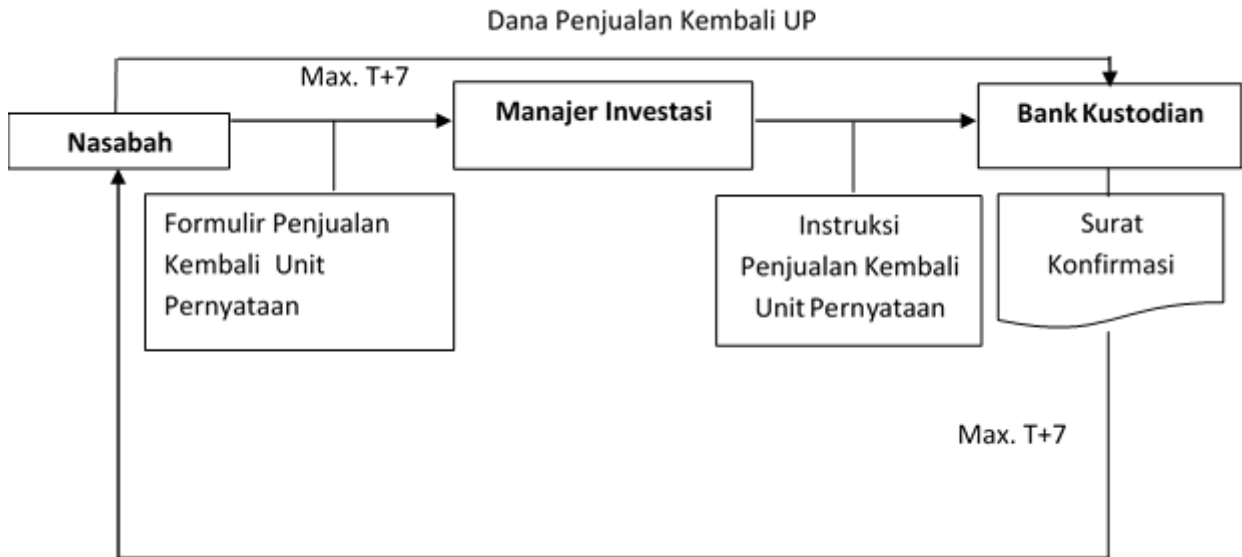 Dana Penjualan Kembali UP
Max. T+7
Nasabah
Manajer Investasi
Bank Kustodian
Formulir Penjualan
Kembali Unit
Pernyataan
Instruksi
Penjualan Kembali
Unit Pernyataan
Surat
Konfirmasi
Max. T+7